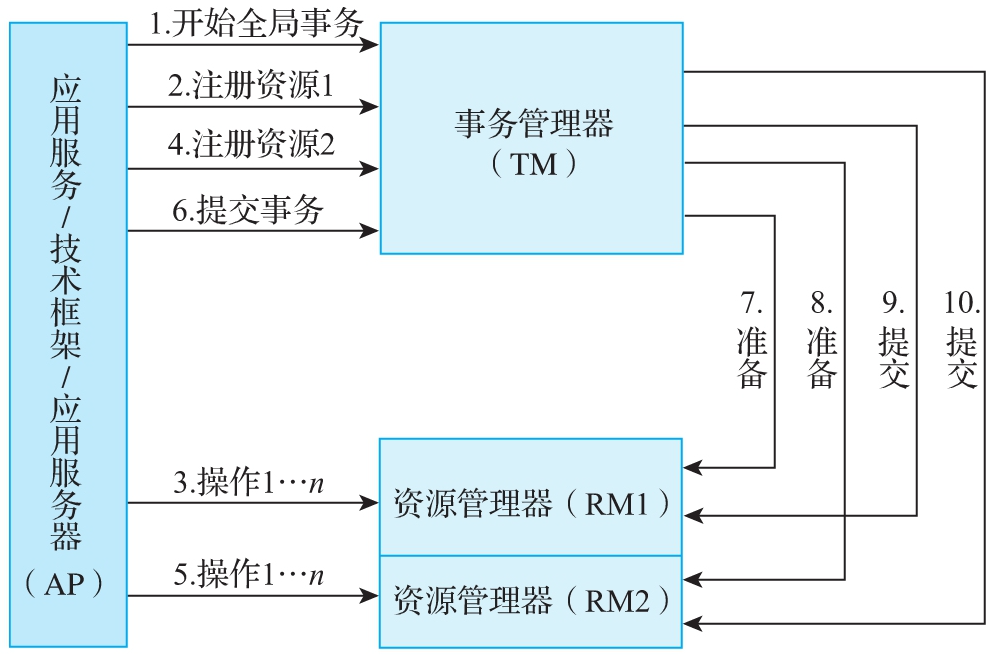 应用服务/技术框架/应用服务器
（AP）
1.开始全局事务
2.注册资源1
4.注册资源2
6.提交事务
事务管理器
（TM）
7.准备
8.准备
9.提交
10.提交
3.操作1…n
资源管理器（RM1）
5.操作1…n
资源管理器（RM2）